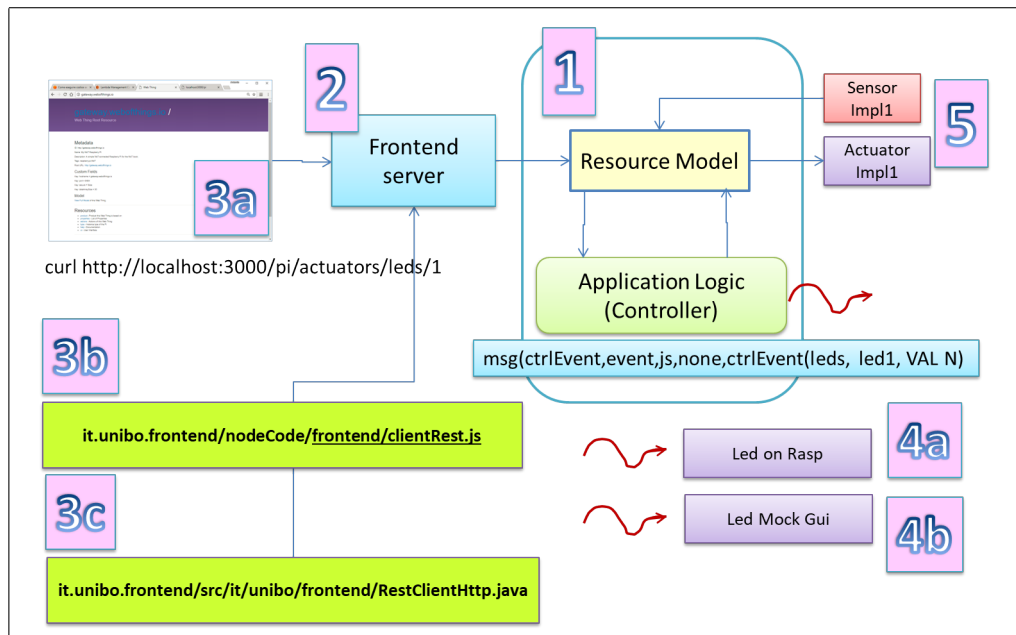 1
2
Sensor
Impl1
5
Frontend
server
Resource Model
Actuator
Impl1
Metadata
Resources
3a
curl http://localhost:3000/pi/actuators/leds/1
Application Logic
(Controller)
3b
msg(ctrlEvent,event,js,none,ctrlEvent(leds, led1, VAL N)
it.unibo.frontend/nodeCode/frontend/clientRest.js
4a
Led on Rasp
3c
Led Mock Gui
4b
it.unibo.frontend/src/it/unibo/frontend/RestClientHttp.java